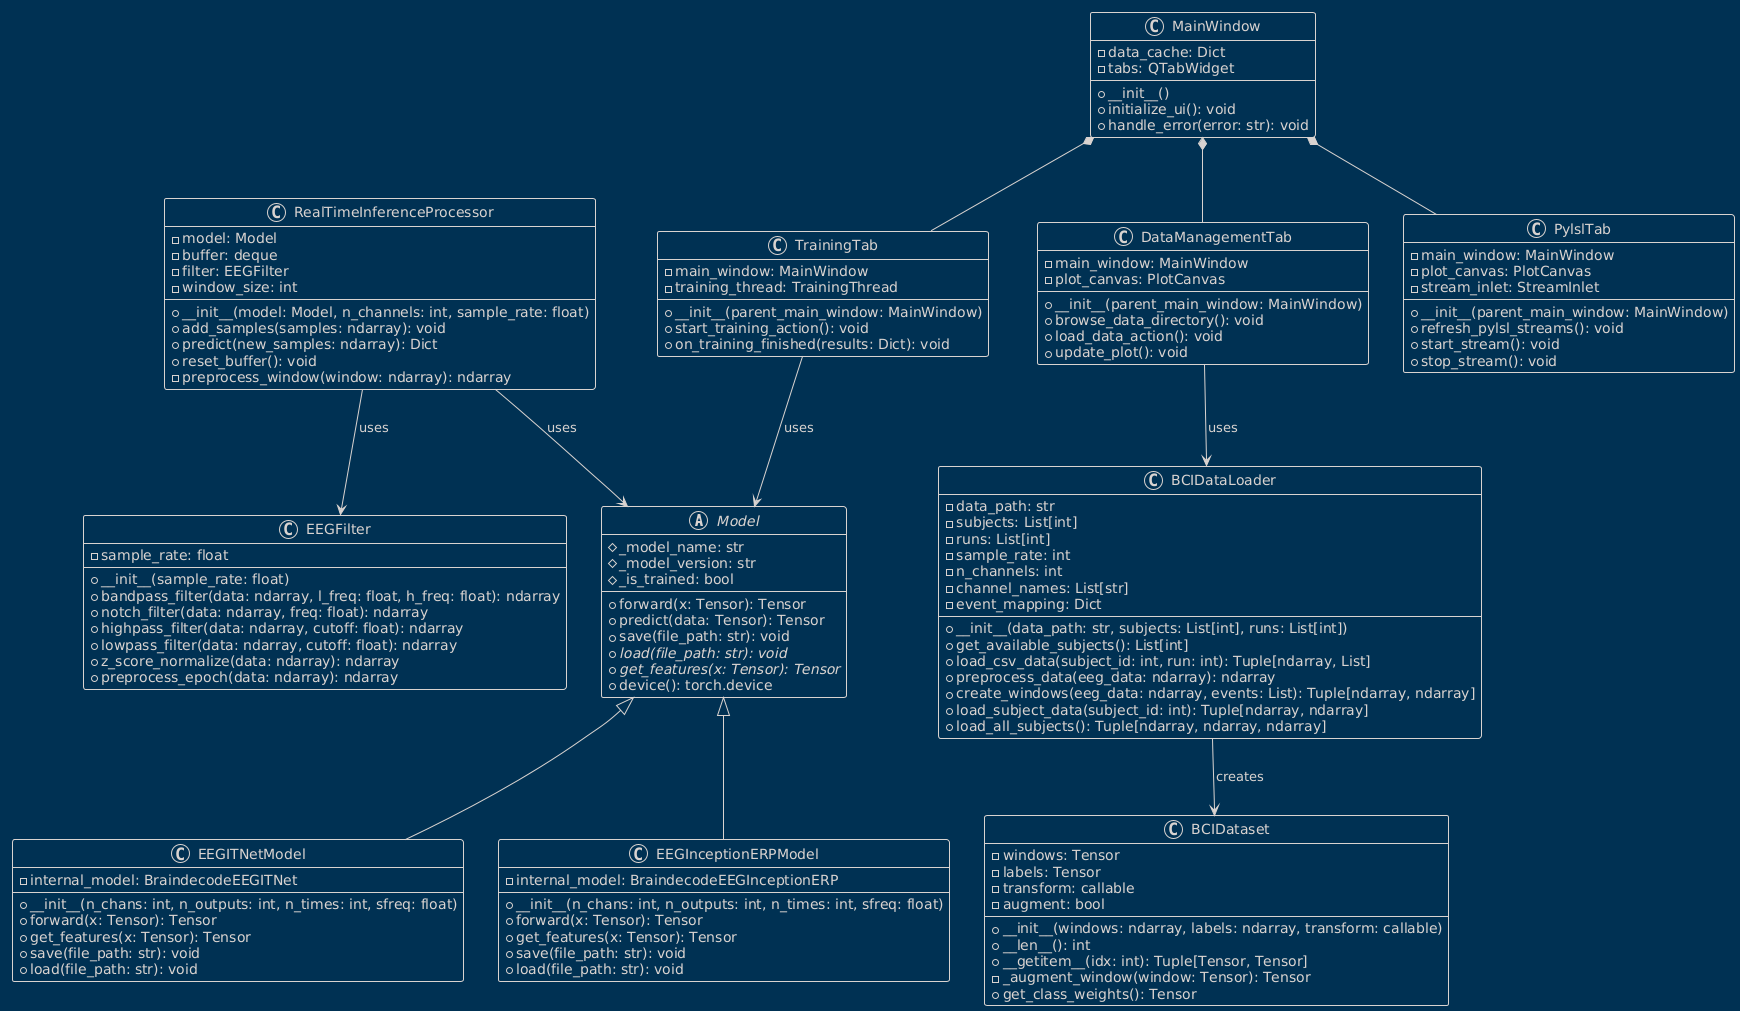 MainWindow
data_cache: Dict
tabs: QTabWidget
__init__()
initialize_ui(): void
handle_error(error: str): void
RealTimeInferenceProcessor
model: Model
buffer: deque
filter: EEGFilter
window_size: int
__init__(model: Model, n_channels: int, sample_rate: float)
add_samples(samples: ndarray): void
predict(new_samples: ndarray): Dict
reset_buffer(): void
preprocess_window(window: ndarray): ndarray
TrainingTab
main_window: MainWindow
training_thread: TrainingThread
__init__(parent_main_window: MainWindow)
start_training_action(): void
on_training_finished(results: Dict): void
DataManagementTab
main_window: MainWindow
plot_canvas: PlotCanvas
__init__(parent_main_window: MainWindow)
browse_data_directory(): void
load_data_action(): void
update_plot(): void
PylslTab
main_window: MainWindow
plot_canvas: PlotCanvas
stream_inlet: StreamInlet
__init__(parent_main_window: MainWindow)
refresh_pylsl_streams(): void
start_stream(): void
stop_stream(): void
uses
uses
uses
uses
EEGFilter
sample_rate: float
__init__(sample_rate: float)
bandpass_filter(data: ndarray, l_freq: float, h_freq: float): ndarray
notch_filter(data: ndarray, freq: float): ndarray
highpass_filter(data: ndarray, cutoff: float): ndarray
lowpass_filter(data: ndarray, cutoff: float): ndarray
z_score_normalize(data: ndarray): ndarray
preprocess_epoch(data: ndarray): ndarray
Model
_model_name: str
_model_version: str
_is_trained: bool
forward(x: Tensor): Tensor
predict(data: Tensor): Tensor
save(file_path: str): void
load(file_path: str): void
get_features(x: Tensor): Tensor
device(): torch.device
BCIDataLoader
data_path: str
subjects: List[int]
runs: List[int]
sample_rate: int
n_channels: int
channel_names: List[str]
event_mapping: Dict
__init__(data_path: str, subjects: List[int], runs: List[int])
get_available_subjects(): List[int]
load_csv_data(subject_id: int, run: int): Tuple[ndarray, List]
preprocess_data(eeg_data: ndarray): ndarray
create_windows(eeg_data: ndarray, events: List): Tuple[ndarray, ndarray]
load_subject_data(subject_id: int): Tuple[ndarray, ndarray]
load_all_subjects(): Tuple[ndarray, ndarray, ndarray]
creates
EEGITNetModel
internal_model: BraindecodeEEGITNet
__init__(n_chans: int, n_outputs: int, n_times: int, sfreq: float)
forward(x: Tensor): Tensor
get_features(x: Tensor): Tensor
save(file_path: str): void
load(file_path: str): void
EEGInceptionERPModel
internal_model: BraindecodeEEGInceptionERP
__init__(n_chans: int, n_outputs: int, n_times: int, sfreq: float)
forward(x: Tensor): Tensor
get_features(x: Tensor): Tensor
save(file_path: str): void
load(file_path: str): void
BCIDataset
windows: Tensor
labels: Tensor
transform: callable
augment: bool
__init__(windows: ndarray, labels: ndarray, transform: callable)
__len__(): int
__getitem__(idx: int): Tuple[Tensor, Tensor]
_augment_window(window: Tensor): Tensor
get_class_weights(): Tensor